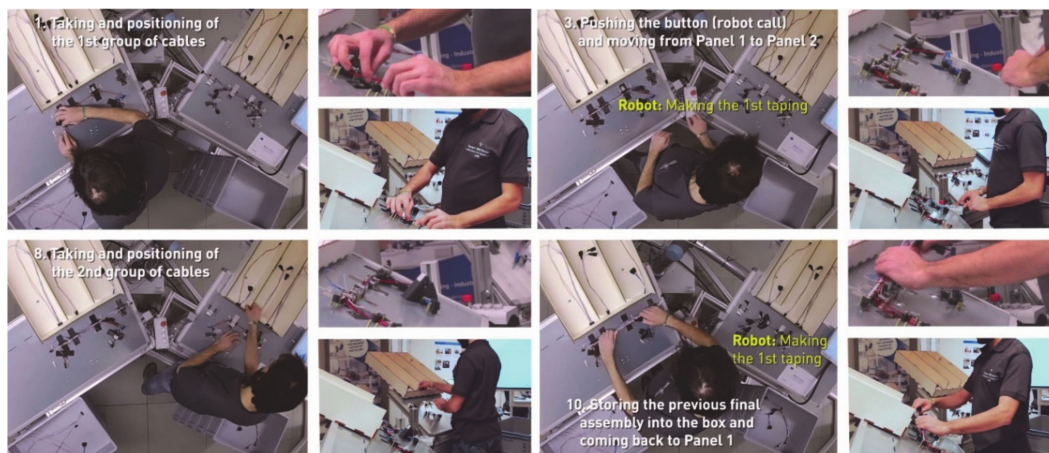 1. Taking and positioning of
the 1st group of cables
3. Pushing the button (robot call)
and moving from Panel 1 to Panel 2
Robot: Making the 1st taping
8. Taking and positioning of
the 2nd group of cables
Robot: Making
the 1st taping
10. Storing the previous final
assembly into the box and
coming back to Panel 1